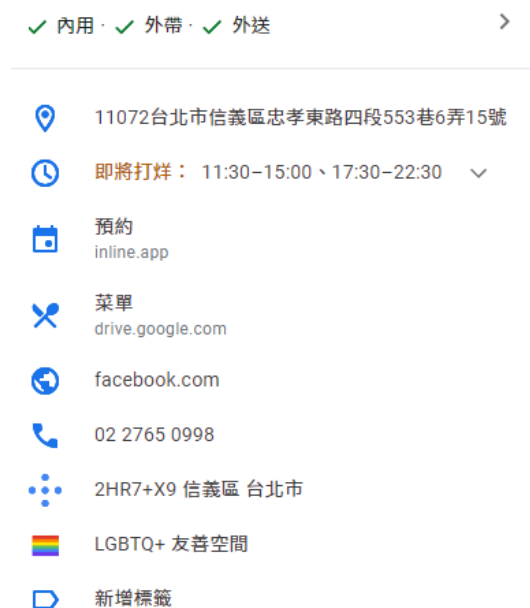 內用 · 外帶 · 外送
11072台北市信義區忠孝東路四段553巷6弄15號
即將打烊： 11:30–15:00、17:30–22:30
預約
inline.app
菜單
drive.google.com
facebook.com
02 2765 0998
2HR7+X9 信義區 台北市
LGBTQ+ 友善空間
新增標籤